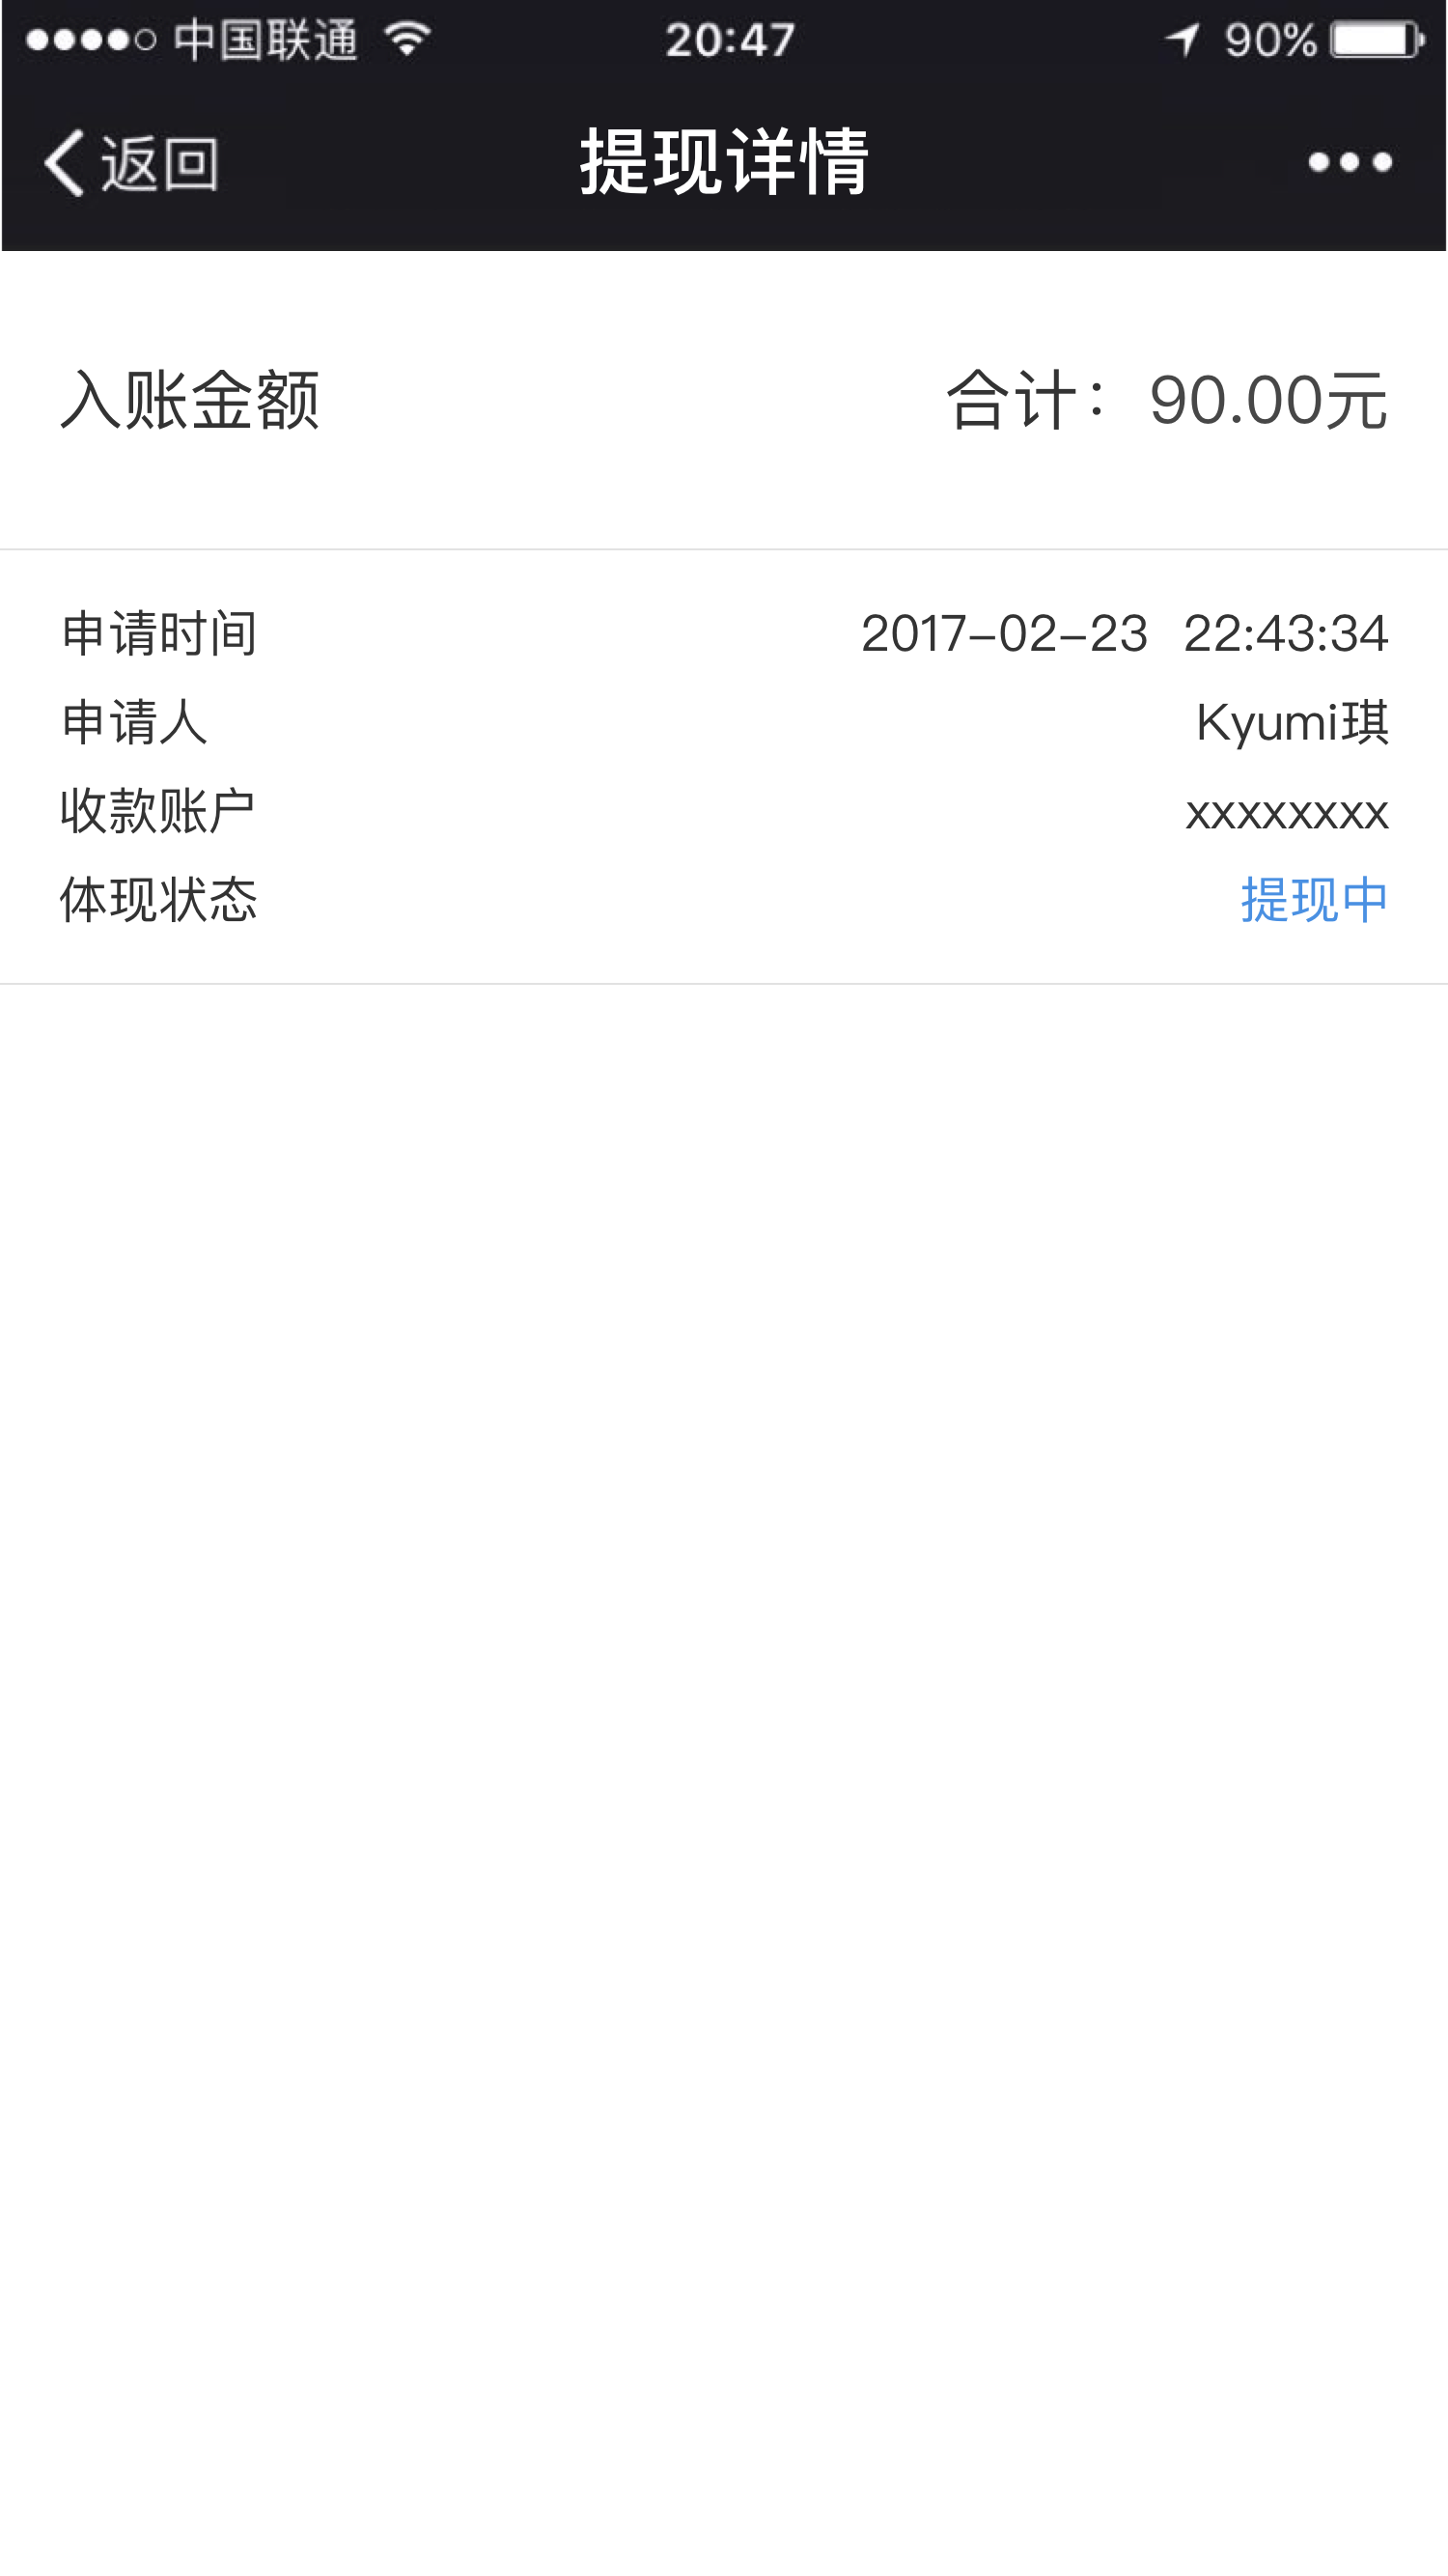 中国联通 20:47 90%
返回 提现详情
入账金额 合计：90.00元
申请时间 2017-02-23 22:43:34
申请人 Kyumi琪
收款账户 xxxxxxxx
体现状态 提现中